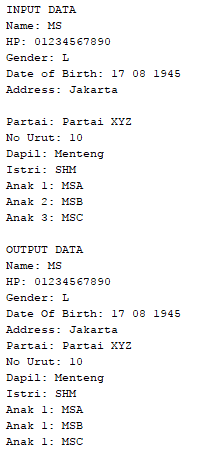 INPUT DATA
Name: MS
HP: 01234567890
Gender: L
Date of Birth: 17 08 1945
Address: Jakarta
Partai: Partai XYZ
No Urut: 10
Dapil: Menteng
Istri: SHM
Anak 1: MSA
Anak 2: MSB
Anak 3: MSC
OUTPUT DATA
Name: MS
HP: 01234567890
Gender: L
Date Of Birth: 17 08 1945
Address: Jakarta
Partai: Partai XYZ
No Urut: 10
Dapil: Menteng
Istri: SHM
Anak 1: MSA
Anak 1: MSB
Anak 1: MSC